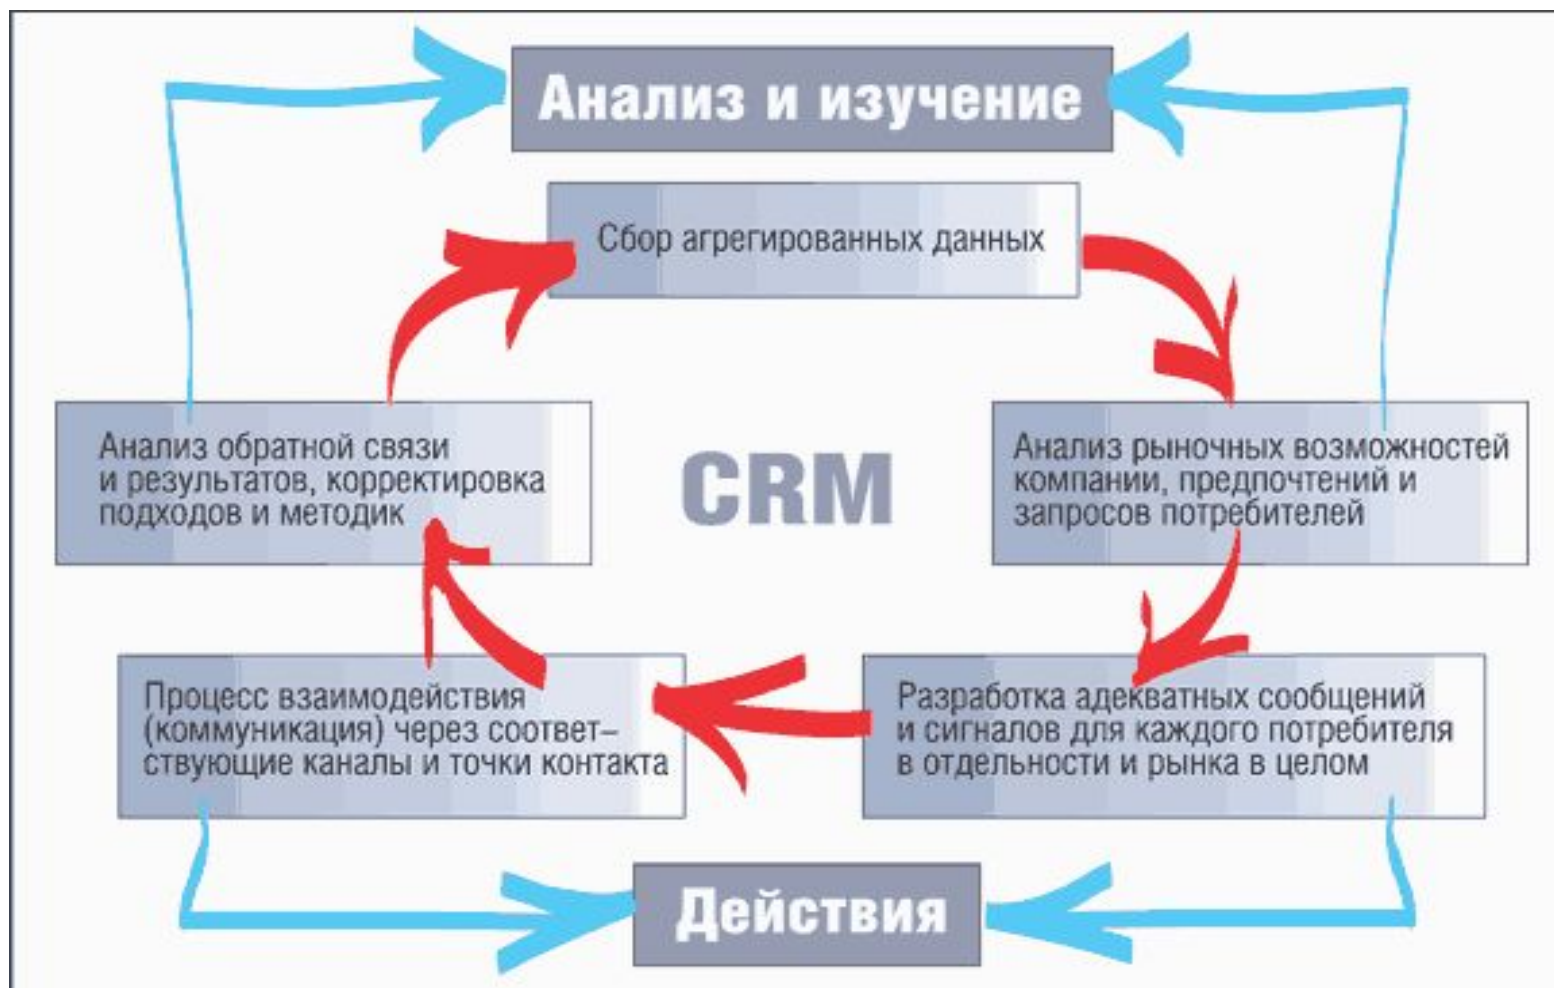 Анализ и изучение
Сбор агрегированных данных
Анализ обратной связи
и результатов, корректировка
подходов и методик
CRM
Анализ рыночных возможностей
компании, предпочтений и
запросов потребителей
Процесс взаимодействия
(коммуникация) через соответ–
ствующие каналы и точки контакта
Разработка адекватных сообщений
и сигналов для каждого потребителя
в отдельности и рынка в целом
Действия